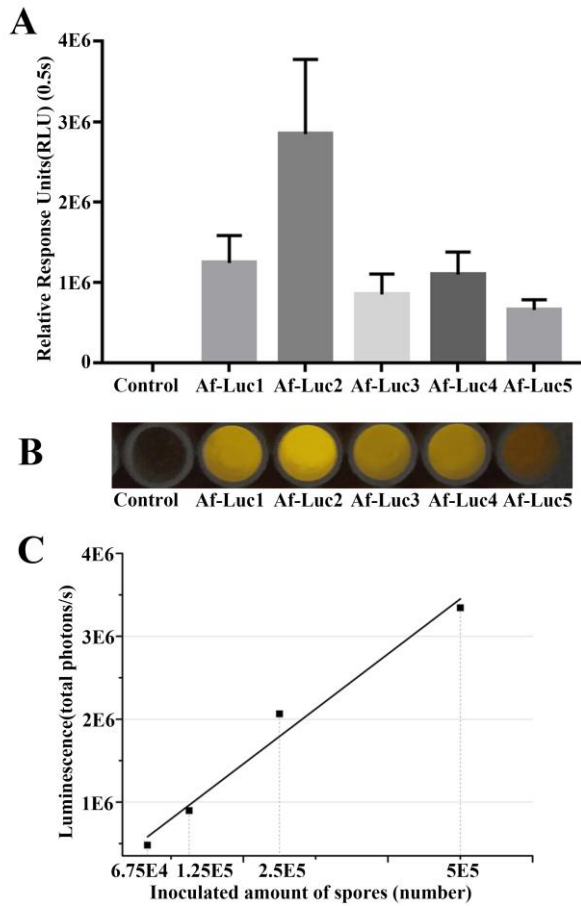 A
Relative Response Units(RLU) (0.5s)
4E6
3E6
2E6
1E6
0
Control Af-Luc1 Af-Luc2 Af-Luc3 Af-Luc4 Af-Luc5
B
Control Af-Luc1 Af-Luc2 Af-Luc3 Af-Luc4 Af-Luc5
C
Luminescence(total photons/s)
4E6
3E6
2E6
1E6
6.75E4 1.25E5 2.5E5 5E5
Inoculated amount of spores (number)